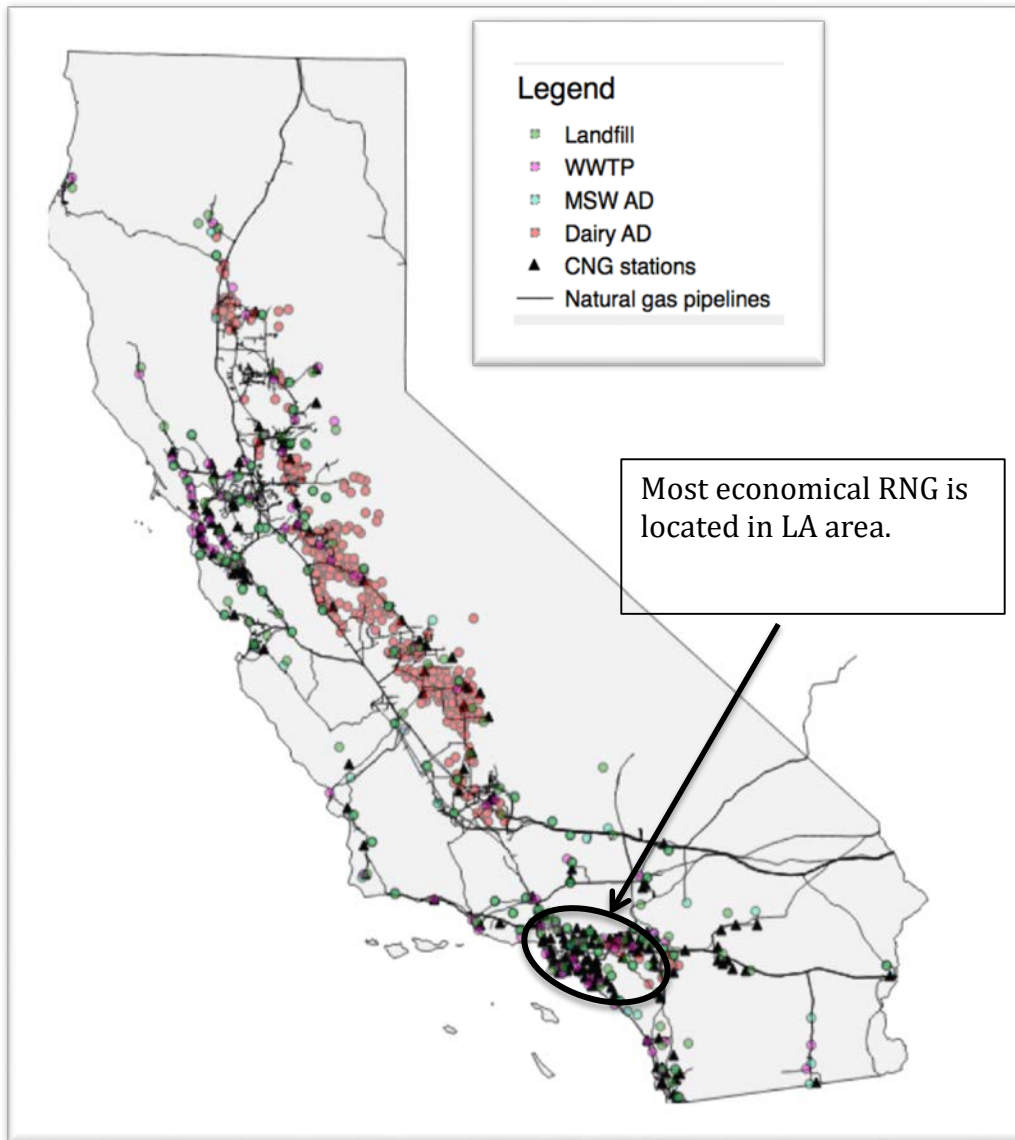 Legend
Landfill
WWTP
MSW AD
Dairy AD
CNG stations
Natural gas pipelines
Most economical RNG is
located in LA area.